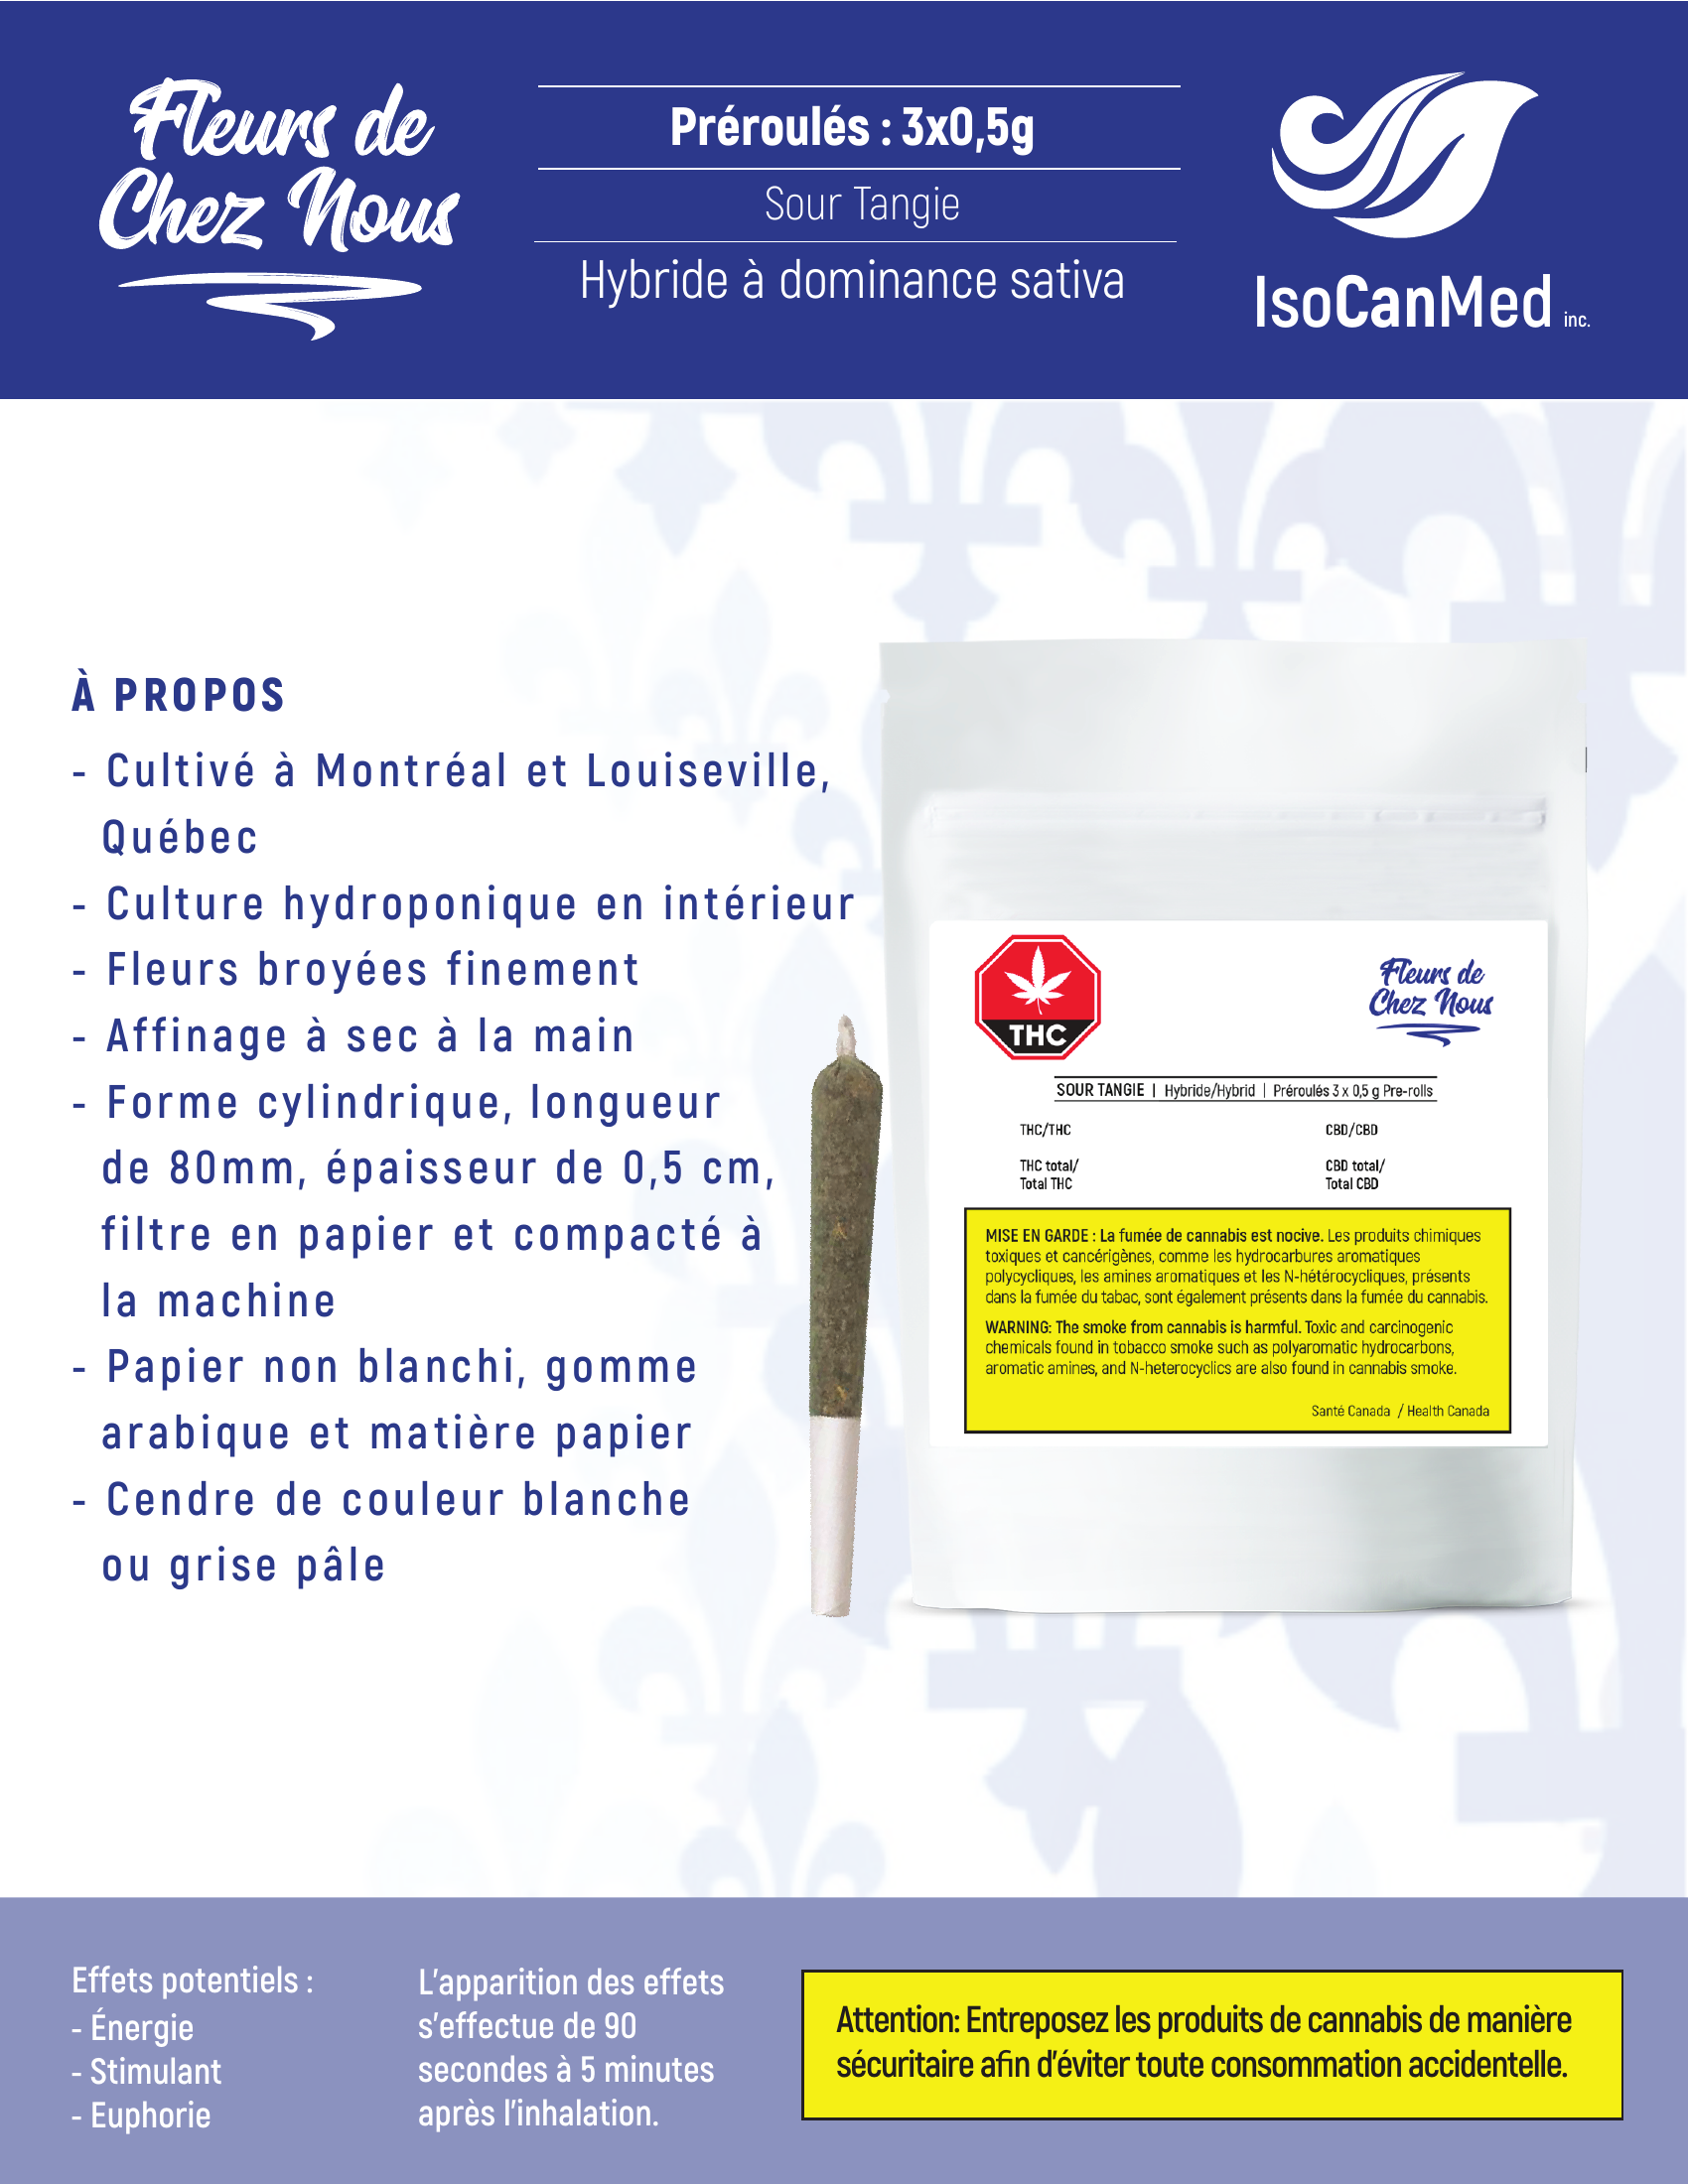 Fleurs de
Chez Nous
Préroulés : 3x0,5g
Sour Tangie
Hybride à dominance sativa
IsoCanMed inc.
À PROPOS
- Cultivé à Montréal et Louiseville,
Québec
- Culture hydroponique en intérieur
- Fleurs broyées finement
- Affinage à sec à la main
- Forme cylindrique, longueur
de 80mm, épaisseur de 0,5 cm,
filtre en papier et compacté à
la machine
- Papier non blanchi, gomme
arabique et matière papier
- Cendre de couleur blanche
ou grise pâle
THC
Fleurs de
Chez Nous
SOUR TANGIE | Hybride/Hybrid | Préroulés 3 x 0,5 g Pre-rolls
THC/THC
CBD/CBD
THC total/
Total THC
CBD total/
Total CBD
MISE EN GARDE : La fumée de cannabis est nocive. Les produits chimiques
toxiques et cancérigènes, comme les hydrocarbures aromatiques
polycycliques, les amines aromatiques et les N-hétérocycliques, présents
dans la fumée du tabac, sont également présents dans la fumée du cannabis.
WARNING: The smoke from cannabis is harmful. Toxic and carcinogenic
chemicals found in tobacco smoke such as polyaromatic hydrocarbons,
aromatic amines, and N-heterocyclics are also found in cannabis smoke.
Santé Canada / Health Canada
Effets potentiels :
- Énergie
- Stimulant
- Euphorie
L'apparition des effets
s'effectue de 90
secondes à 5 minutes
après l'inhalation.
Attention: Entreposez les produits de cannabis de manière
sécuritaire afin d'éviter toute consommation accidentelle.